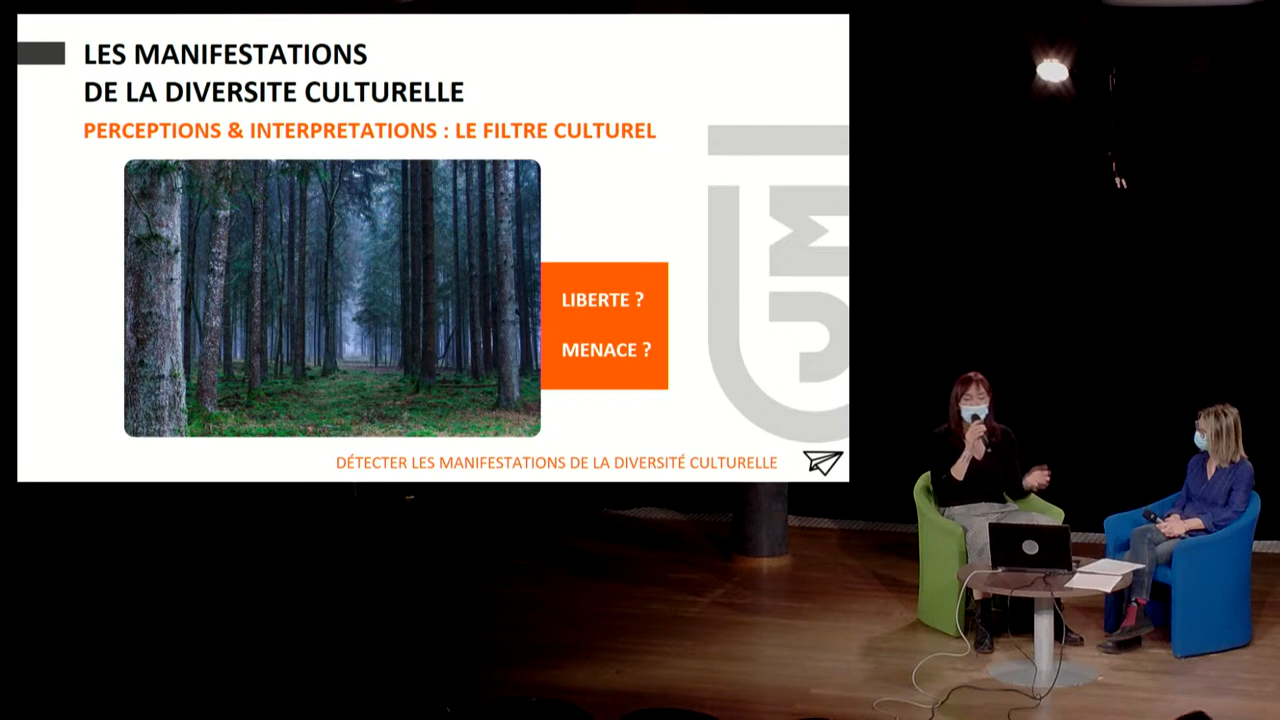 LES MANIFESTATIONS
DE LA DIVERSITE CULTURELLE
PERCEPTIONS & INTERPRETATIONS : LE FILTRE CULTUREL
LIBERTE ?
MENACE ?
UM
DÉTECTER LES MANIFESTATIONS DE LA DIVERSITÉ CULTURELLE